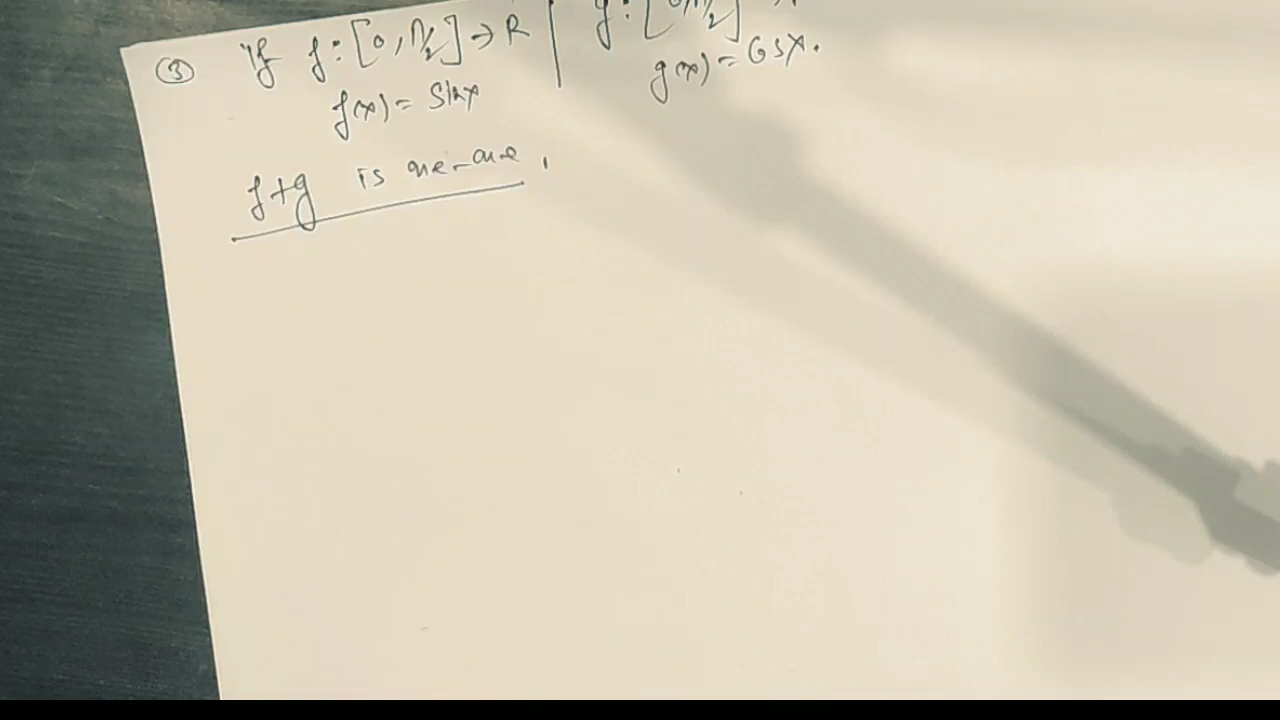 ③ If f : [0, π/2] → R | g : [0, π/2]
f(x) = Sinx g(x) = Cosx.
f+g is one-one,